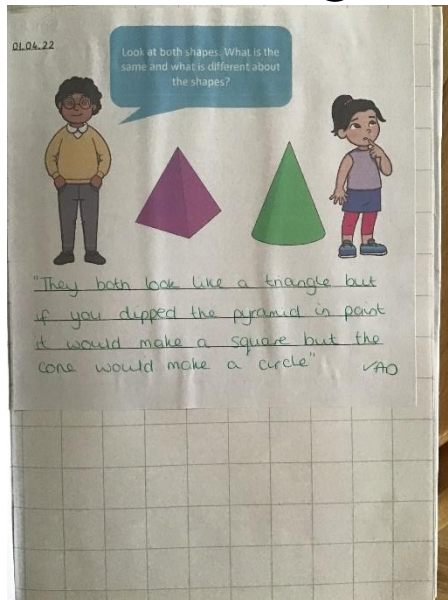 01.04.22
Look at both shapes. What is the
same and what is different about
the shapes?
"They both look like a triangle but
if you dipped the pyramid in paint
it would make a square but the
cone would make a circle"
✓AO